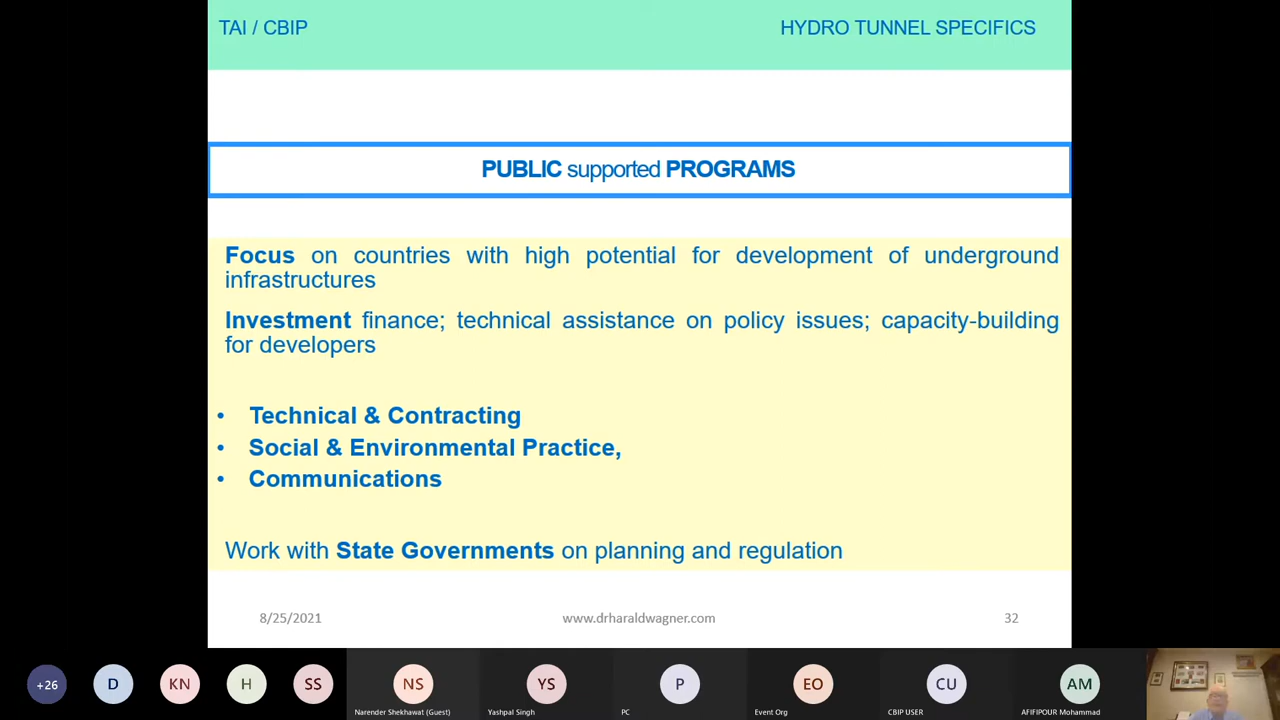 TAI / CBIP HYDRO TUNNEL SPECIFICS
PUBLIC supported PROGRAMS
Focus on countries with high potential for development of underground
infrastructures
Investment finance; technical assistance on policy issues; capacity-building
for developers
• Technical & Contracting
• Social & Environmental Practice,
• Communications
Work with State Governments on planning and regulation
8/25/2021 www.drharaldwagner.com 32
+26 D KN H SS NS YS P EO CU AM
Narender Shekhawat (Guest) Yashpal Singh PC Event Org CBIP USER AFIFIPOUR Mohammad